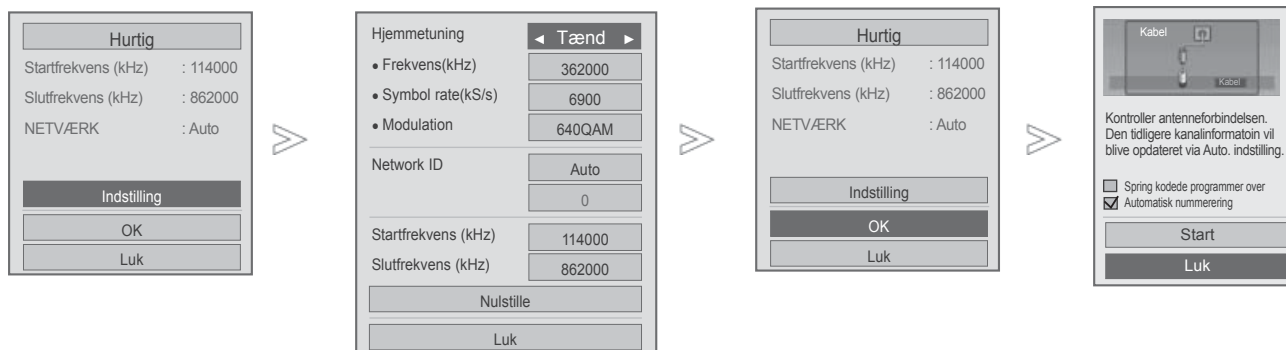 Hurtig
Startfrekvens (kHz) : 114000
Slutfrekvens (kHz) : 862000
NETVÆRK : Auto
Indstilling
OK
Luk
Hjemmetuning ◄ Tænd ►
• Frekvens(kHz) 362000
• Symbol rate(kS/s) 6900
• Modulation 640QAM
Network ID Auto
0
Startfrekvens (kHz) 114000
Slutfrekvens (kHz) 862000
Nulstille
Luk
Hurtig
Startfrekvens (kHz) : 114000
Slutfrekvens (kHz) : 862000
NETVÆRK : Auto
Indstilling
OK
Luk
Kabel
Kabel
Kontroller antenneforbindelsen.
Den tidligere kanalinformatoin vil
blive opdateret via Auto. indstilling.
Spring kodede programmer over
Automatisk nummerering
Start
Luk